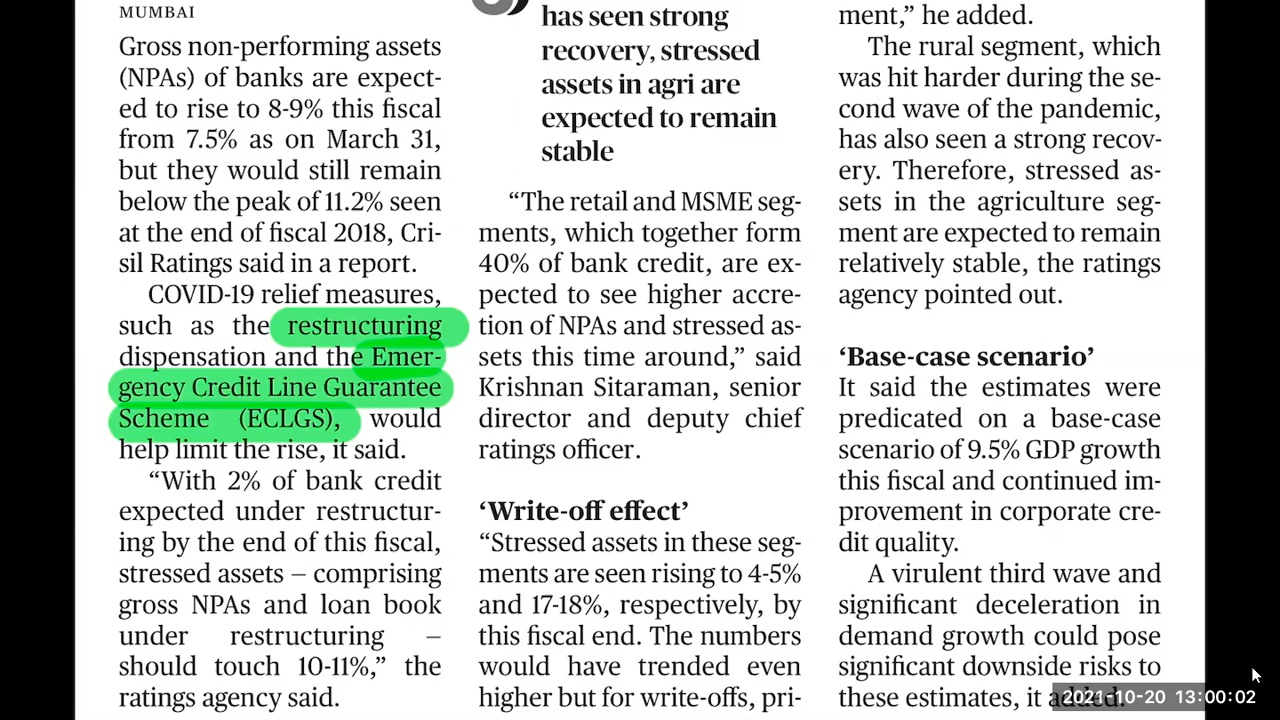 MUMBAI
Gross non-performing assets
(NPAs) of banks are expect-
ed to rise to 8-9% this fiscal
from 7.5% as on March 31,
but they would still remain
below the peak of 11.2% seen
at the end of fiscal 2018, Cri-
sil Ratings said in a report.
COVID-19 relief measures,
such as the restructuring
dispensation and the Emer-
gency Credit Line Guarantee
Scheme (ECLGS), would
help limit the rise, it said.
“With 2% of bank credit
expected under restructur-
ing by the end of this fiscal,
stressed assets – comprising
gross NPAs and loan book
under restructuring –
should touch 10-11%,” the
ratings agency said.
has seen strong
recovery, stressed
assets in agri are
expected to remain
stable
“The retail and MSME seg-
ments, which together form
40% of bank credit, are ex-
pected to see higher accre-
tion of NPAs and stressed as-
sets this time around,” said
Krishnan Sitaraman, senior
director and deputy chief
ratings officer.
‘Write-off effect’
“Stressed assets in these seg-
ments are seen rising to 4-5%
and 17-18%, respectively, by
this fiscal end. The numbers
would have trended even
higher but for write-offs, pri-
ment,” he added.
The rural segment, which
was hit harder during the se-
cond wave of the pandemic,
has also seen a strong recov-
ery. Therefore, stressed as-
sets in the agriculture seg-
ment are expected to remain
relatively stable, the ratings
agency pointed out.
‘Base-case scenario’
It said the estimates were
predicated on a base-case
scenario of 9.5% GDP growth
this fiscal and continued im-
provement in corporate cre-
dit quality.
A virulent third wave and
significant deceleration in
demand growth could pose
significant downside risks to
these estimates, it added.
2021-10-20 13:00:02